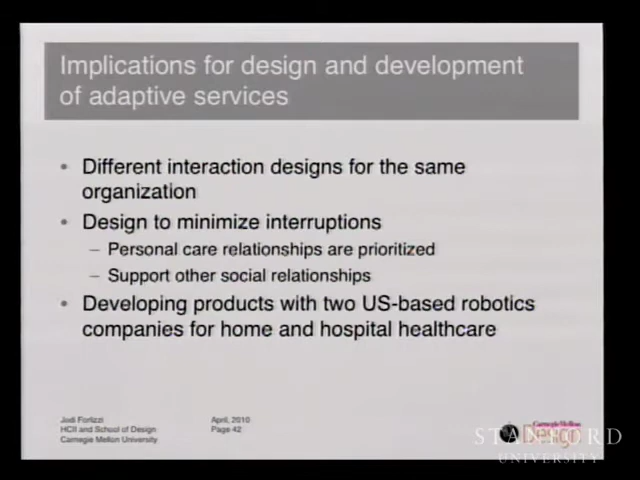 Implications for design and development
of adaptive services
• Different interaction designs for the same
organization
• Design to minimize interruptions
– Personal care relationships are prioritized
– Support other social relationships
• Developing products with two US-based robotics
companies for home and hospital healthcare
Jodi Forlizzi
HCII and School of Design
Carnegie Mellon University
April, 2010
Page 42
Carnegie Mellon
Design
STANFORD
UNIVERSITY